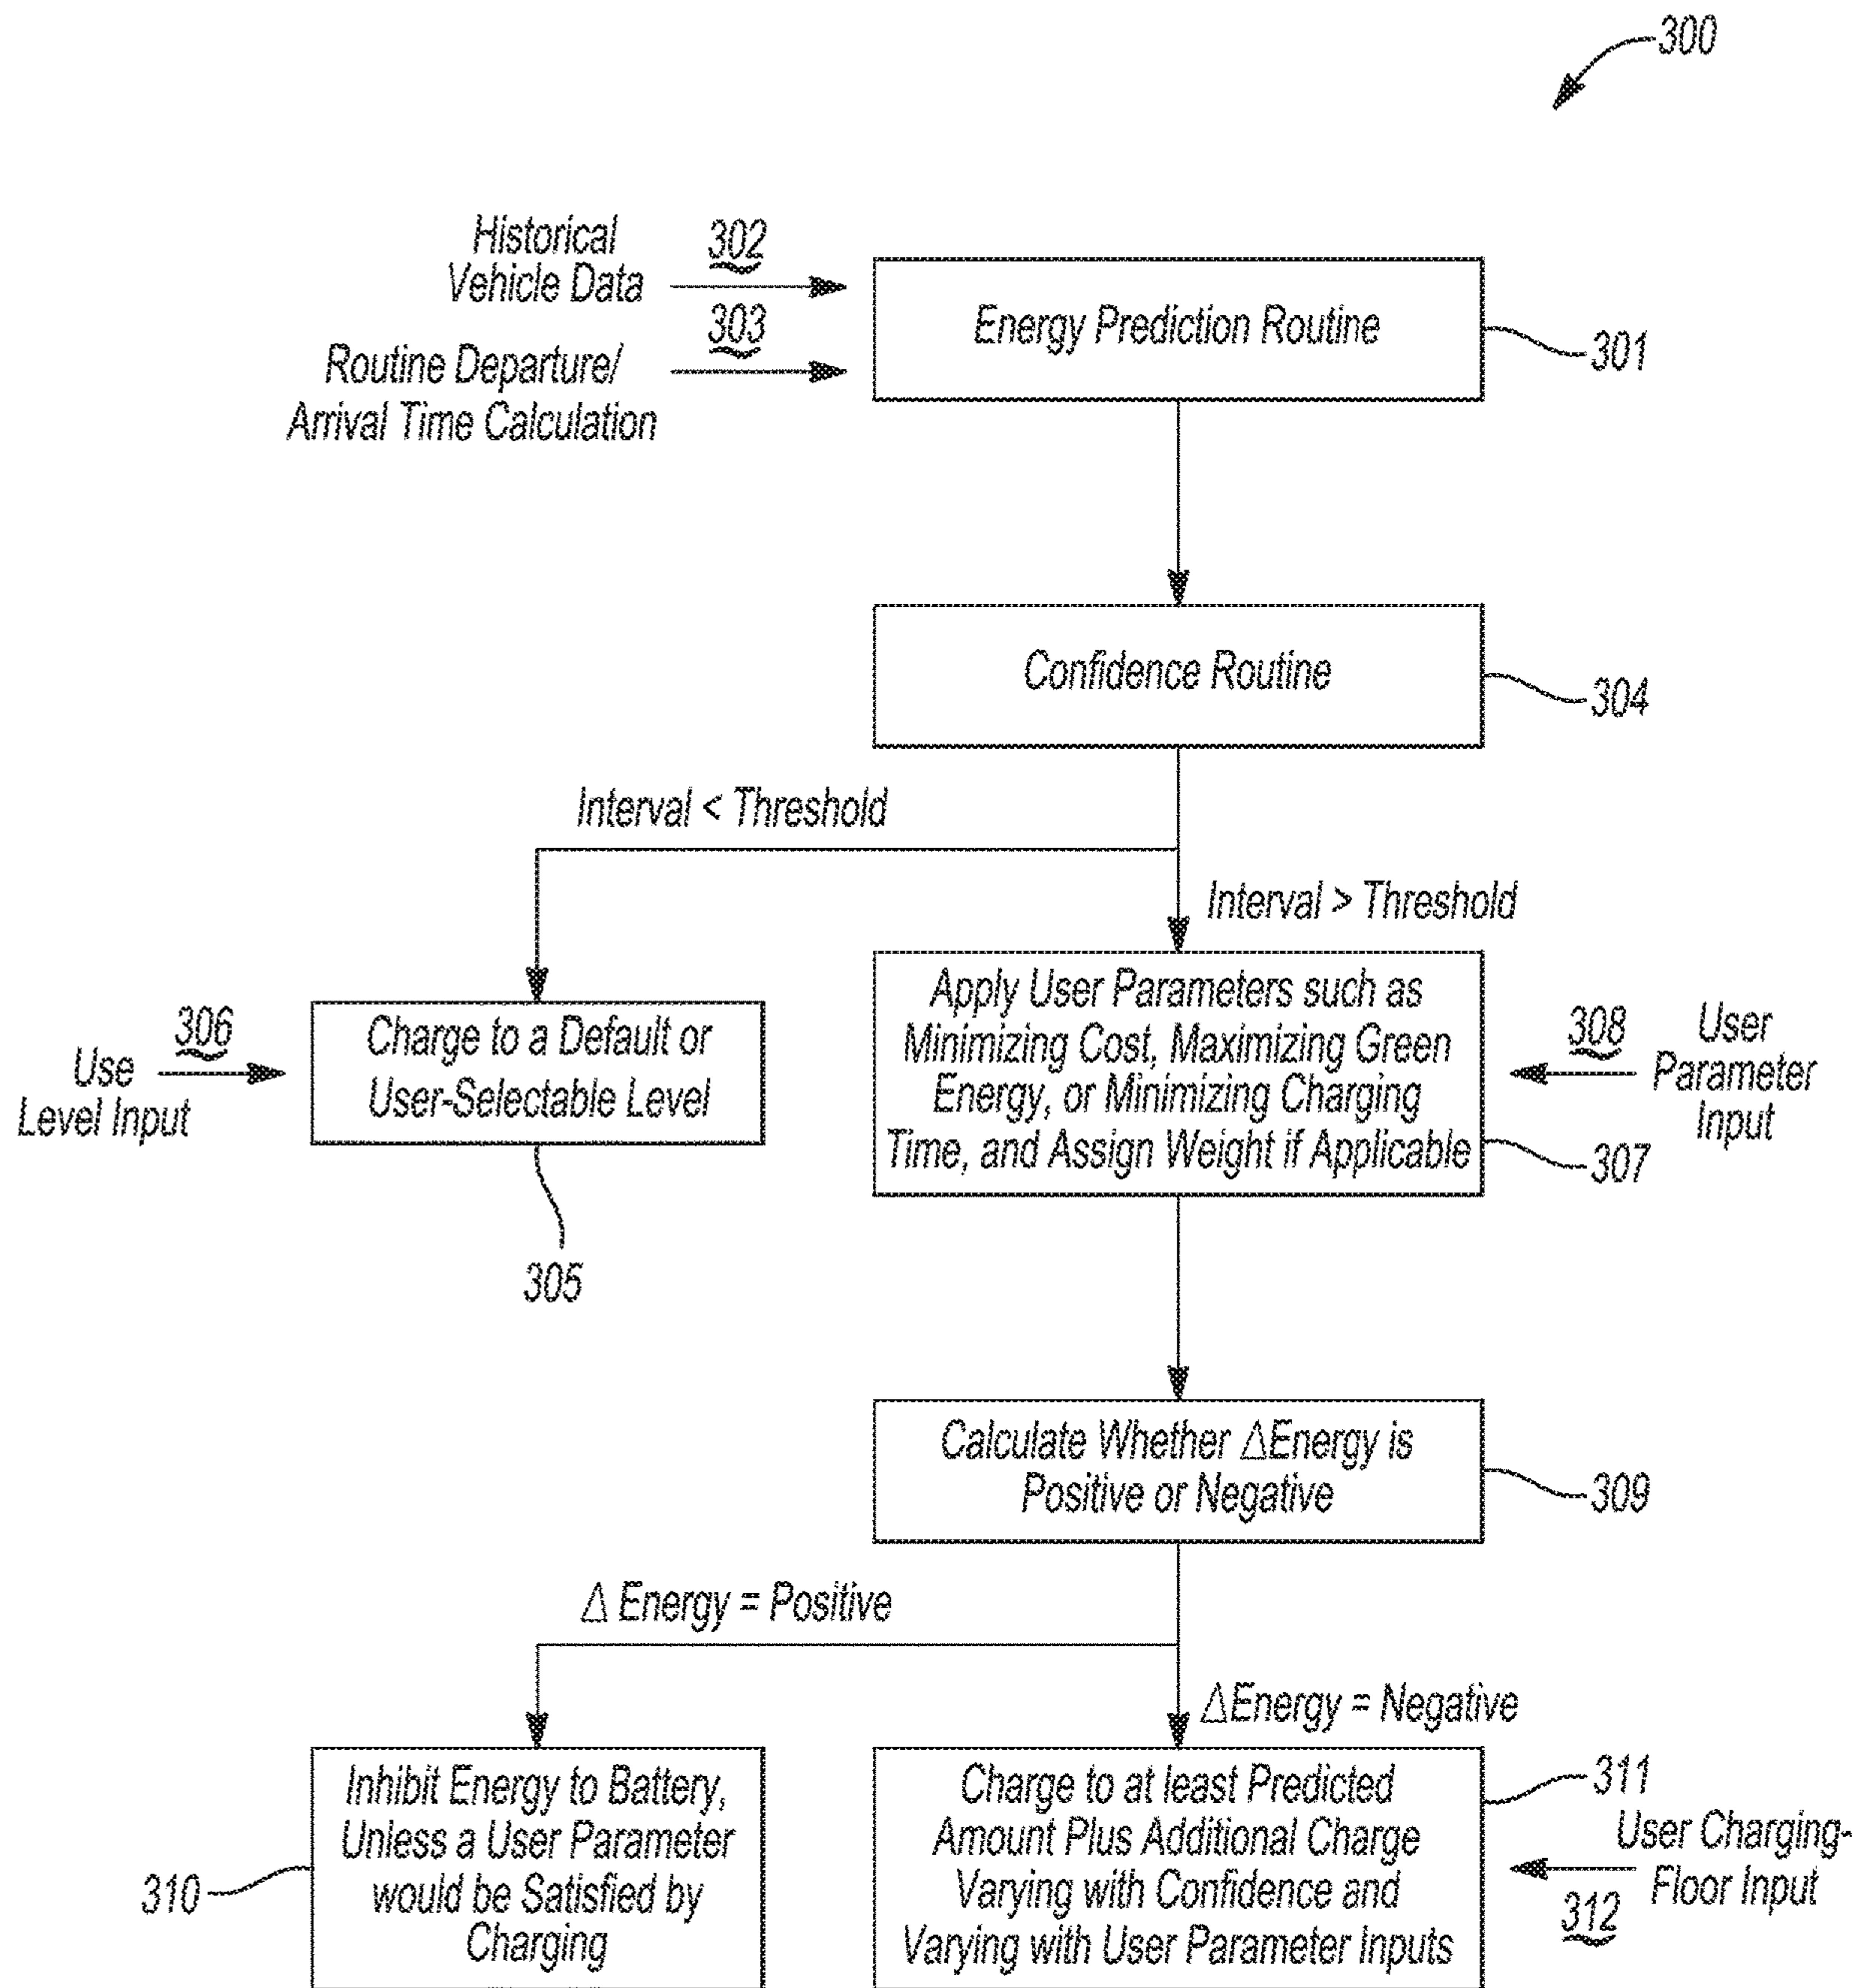 300
Historical
Vehicle Data
302
303
Routine Departure/
Arrival Time Calculation
Energy Prediction Routine
301
Confidence Routine
304
Interval < Threshold
Interval > Threshold
Use
Level Input
306
Charge to a Default or
User-Selectable Level
305
Apply User Parameters such as
Minimizing Cost, Maximizing Green
Energy, or Minimizing Charging
Time, and Assign Weight if Applicable
308
User
Parameter
Input
307
Calculate Whether ΔEnergy is
Positive or Negative
309
Δ Energy = Positive
ΔEnergy = Negative
Inhibit Energy to Battery,
Unless a User Parameter
would be Satisfied by
Charging
310
Charge to at least Predicted
Amount Plus Additional Charge
Varying with Confidence and
Varying with User Parameter Inputs
311
User Charging-
Floor Input
312